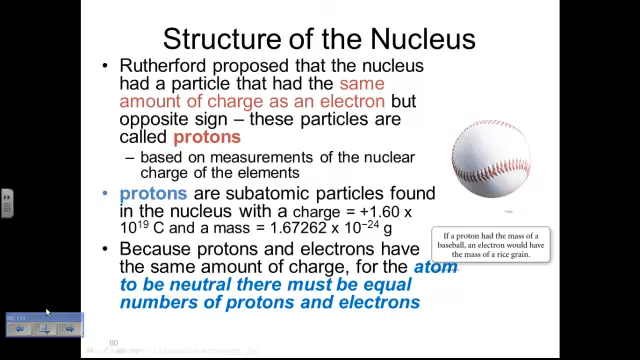 Structure of the Nucleus
• Rutherford proposed that the nucleus
had a particle that had the same
amount of charge as an electron but
opposite sign – these particles are
called protons
– based on measurements of the nuclear
charge of the elements
• protons are subatomic particles found
in the nucleus with a charge = +1.60 x
10¹⁹ C and a mass = 1.67262 x 10⁻²⁴ g
• Because protons and electrons have
the same amount of charge, for the atom
to be neutral there must be equal
numbers of protons and electrons
If a proton had the mass of a
baseball, an electron would have
the mass of a rice grain.
80